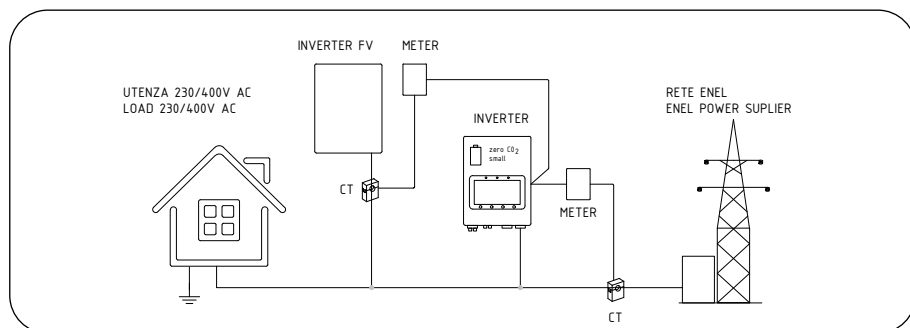 INVERTER FV
METER
UTENZA 230/400V AC
LOAD 230/400V AC
RETE ENEL
ENEL POWER SUPLIER
INVERTER
zero CO2
small
CT
METER
CT